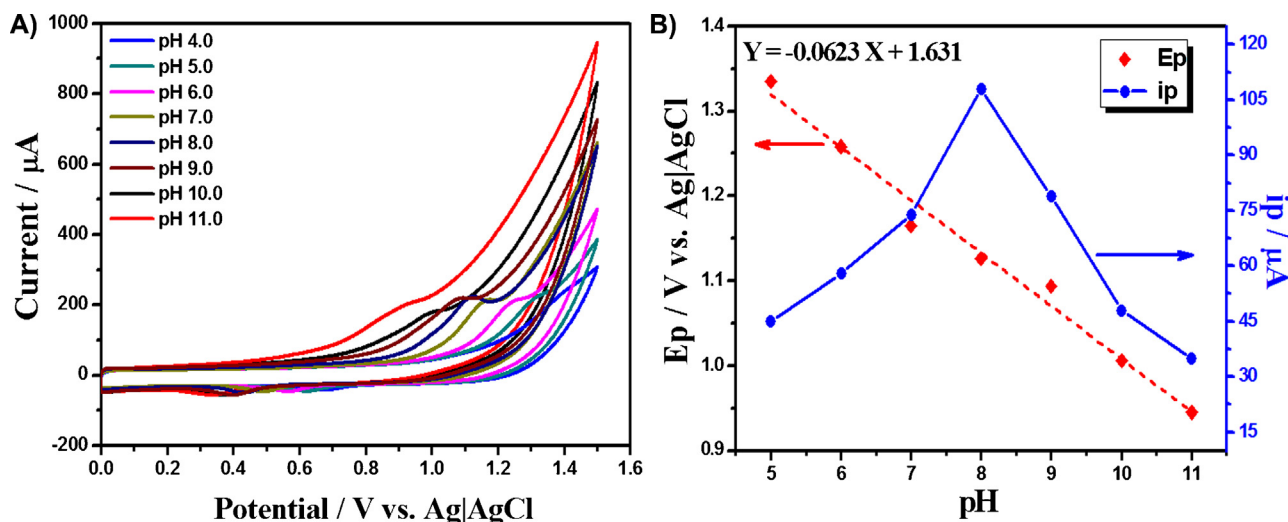 A)
pH 4.0
pH 5.0
pH 6.0
pH 7.0
pH 8.0
pH 9.0
pH 10.0
pH 11.0
1000
800
600
400
200
0
-200
Current / µA
0.0 0.2 0.4 0.6 0.8 1.0 1.2 1.4 1.6
Potential / V vs. Ag|AgCl
B)
Y = -0.0623 X + 1.631
Ep
ip
1.4
1.3
1.2
1.1
1.0
0.9
Ep / V vs. Ag|AgCl
5 6 7 8 9 10 11
pH
120
105
90
75
60
45
30
15
ip / µA